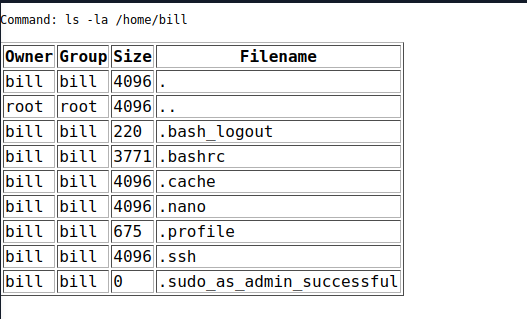 Command: ls -la /home/bill
Owner Group Size Filename
bill bill 4096 .
root root 4096 ..
bill bill 220 .bash_logout
bill bill 3771 .bashrc
bill bill 4096 .cache
bill bill 4096 .nano
bill bill 675 .profile
bill bill 4096 .ssh
bill bill 0 .sudo_as_admin_successful